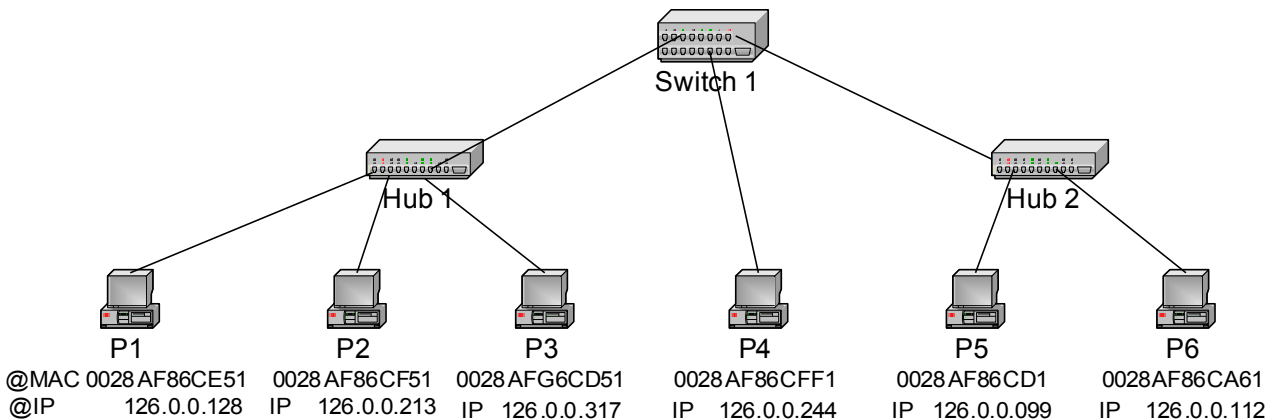 Switch 1
Hub 1
Hub 2
P1
P2
P3
P4
P5
P6
@MAC 0028AF86CE51 0028AF86CF51 0028AFG6CD51 0028AF86CFF1 0028AF86CD1 0028AF86CA61
@IP 126.0.0.128 IP 126.0.0.213 IP 126.0.0.317 IP 126.0.0.244 IP 126.0.0.099 IP 126.0.0.112